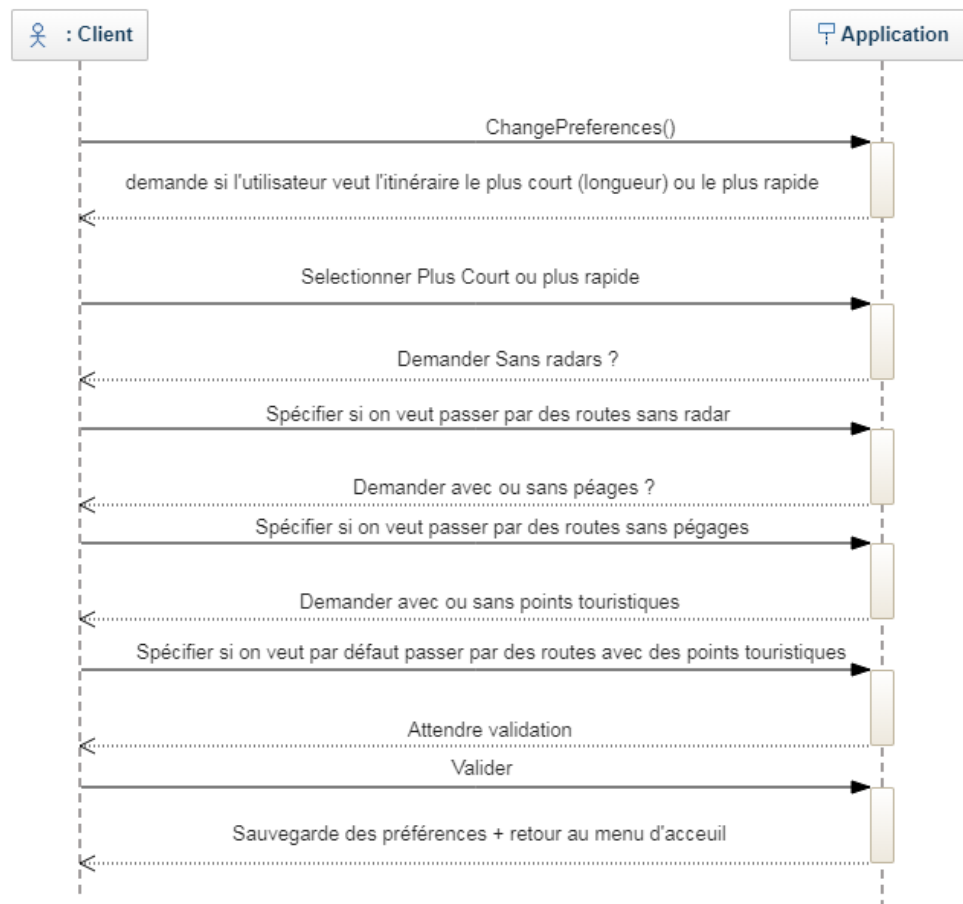 : Client
Application
ChangePreferences()
demande si l'utilisateur veut l'itinéraire le plus court (longueur) ou le plus rapide
Selectionner Plus Court ou plus rapide
Demander Sans radars ?
Spécifier si on veut passer par des routes sans radar
Demander avec ou sans péages ?
Spécifier si on veut passer par des routes sans pégages
Demander avec ou sans points touristiques
Spécifier si on veut par défaut passer par des routes avec des points touristiques
Attendre validation
Valider
Sauvegarde des préférences + retour au menu d'acceuil